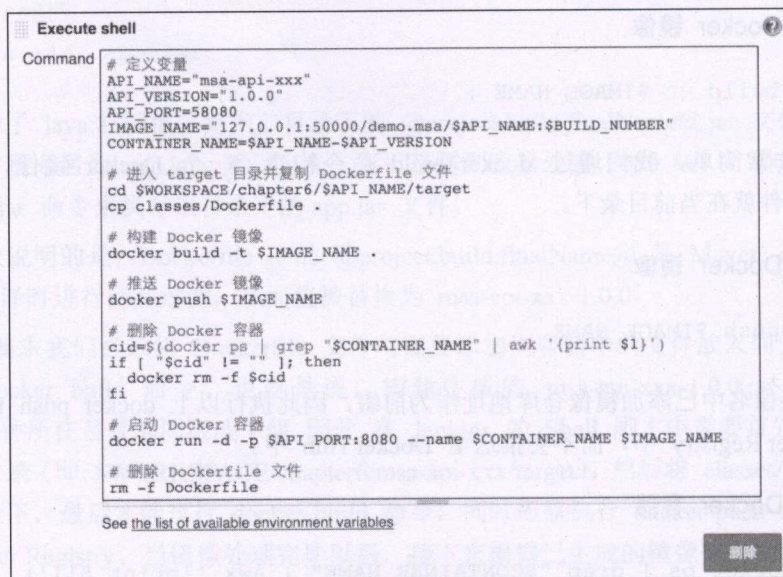 Execute shell
Command
# 定义变量
API_NAME="msa-api-xxx"
API_VERSION="1.0.0"
API_PORT=58080
IMAGE_NAME="127.0.0.1:50000/demo.msa/$API_NAME:$BUILD_NUMBER"
CONTAINER_NAME=$API_NAME-$API_VERSION
# 进入 target 目录并复制 Dockerfile 文件
cd $WORKSPACE/chapter6/$API_NAME/target
cp classes/Dockerfile .
# 构建 Docker 镜像
docker build -t $IMAGE_NAME .
# 推送 Docker 镜像
docker push $IMAGE_NAME
# 删除 Docker 容器
cid=$(docker ps | grep "$CONTAINER_NAME" | awk '{print $1}')
if [ "$cid" != "" ]; then
docker rm -f $cid
fi
# 启动 Docker 容器
docker run -d -p $API_PORT:8080 --name $CONTAINER_NAME $IMAGE_NAME
# 删除 Dockerfile 文件
rm -f Dockerfile
See the list of available environment variables
删除